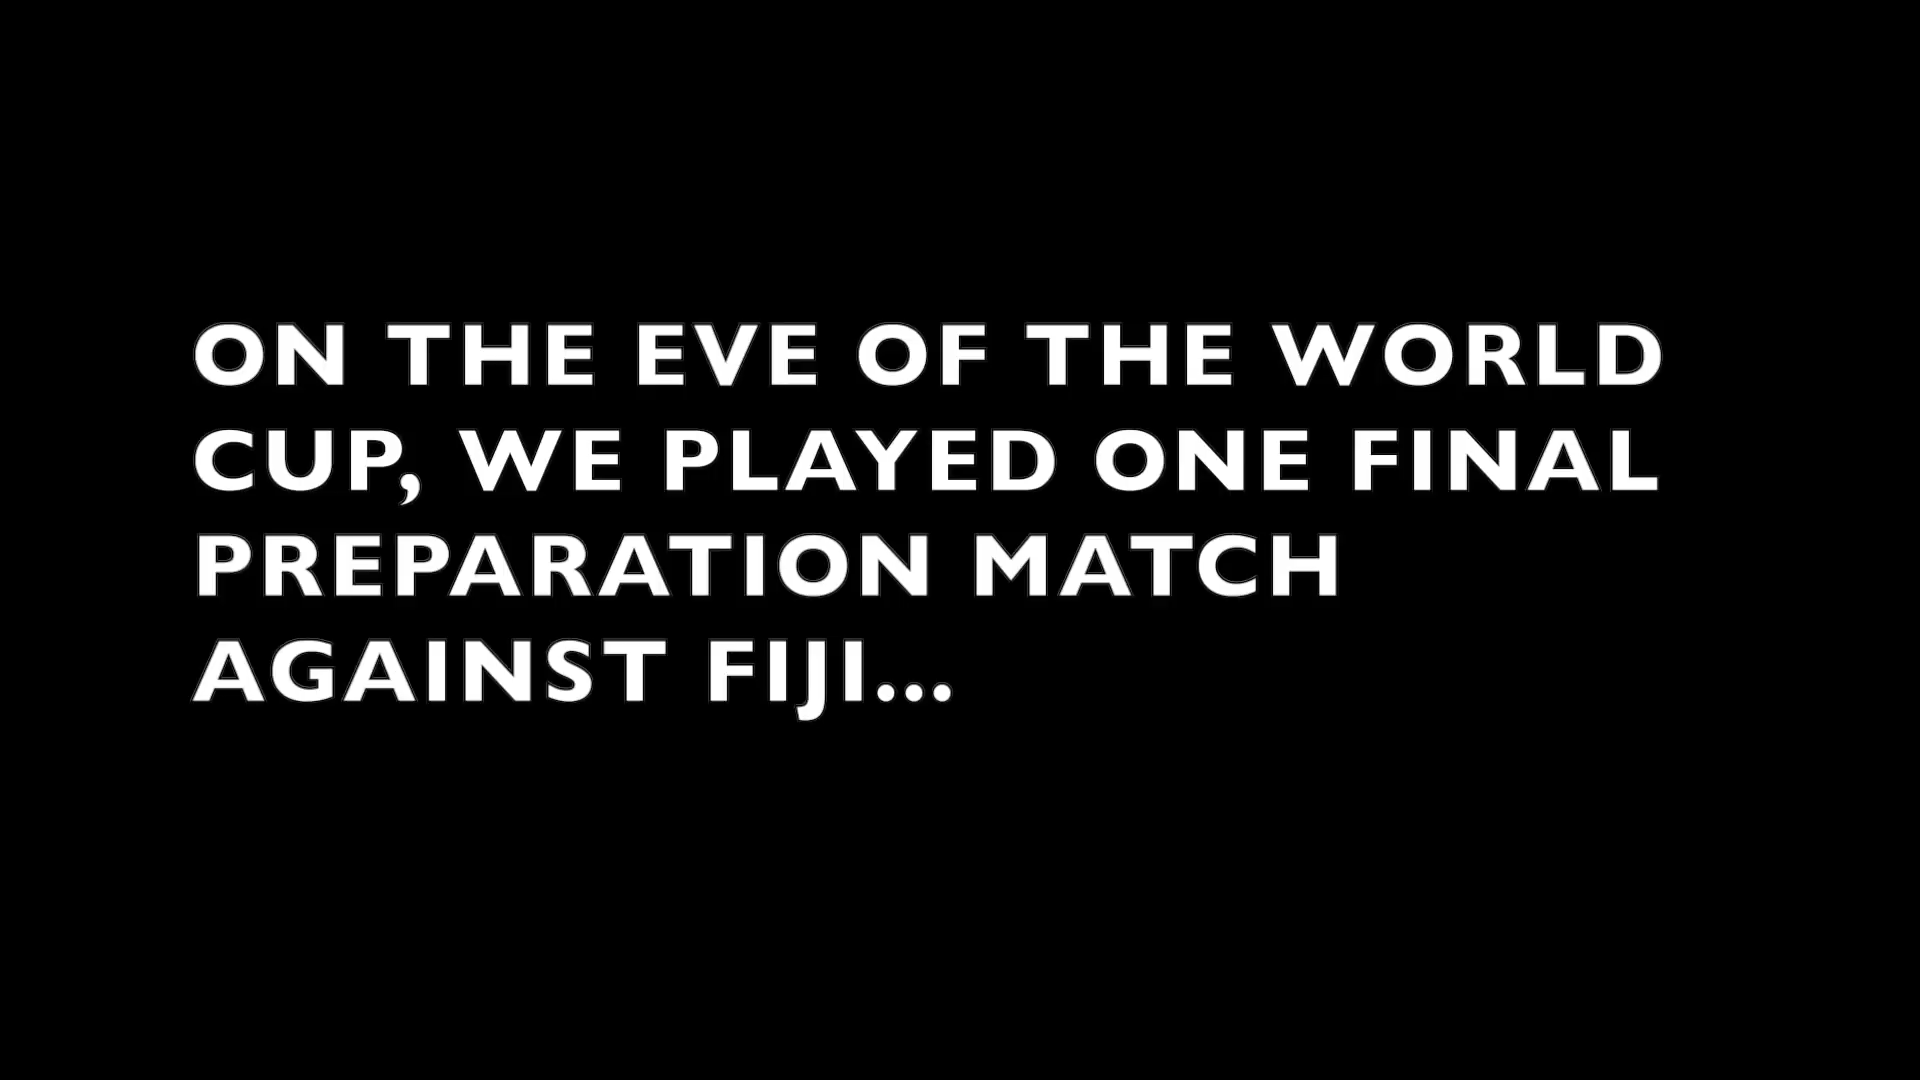 ON THE EVE OF THE WORLD
CUP, WE PLAYED ONE FINAL
PREPARATION MATCH
AGAINST FIJI...